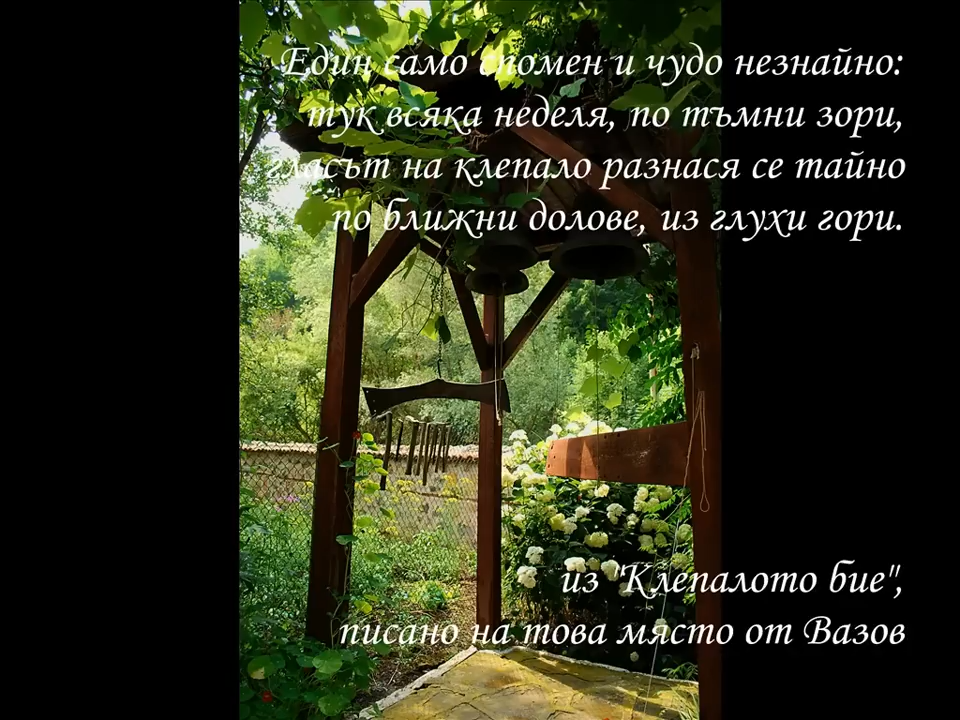 Един само спомен и чудо незнайно:
тук всяка неделя, по тъмни зори,
гласът на клепало разнася се тайно
по ближни долове, из глухи гори.
из "Клепалото бие",
писано на това място от Вазов